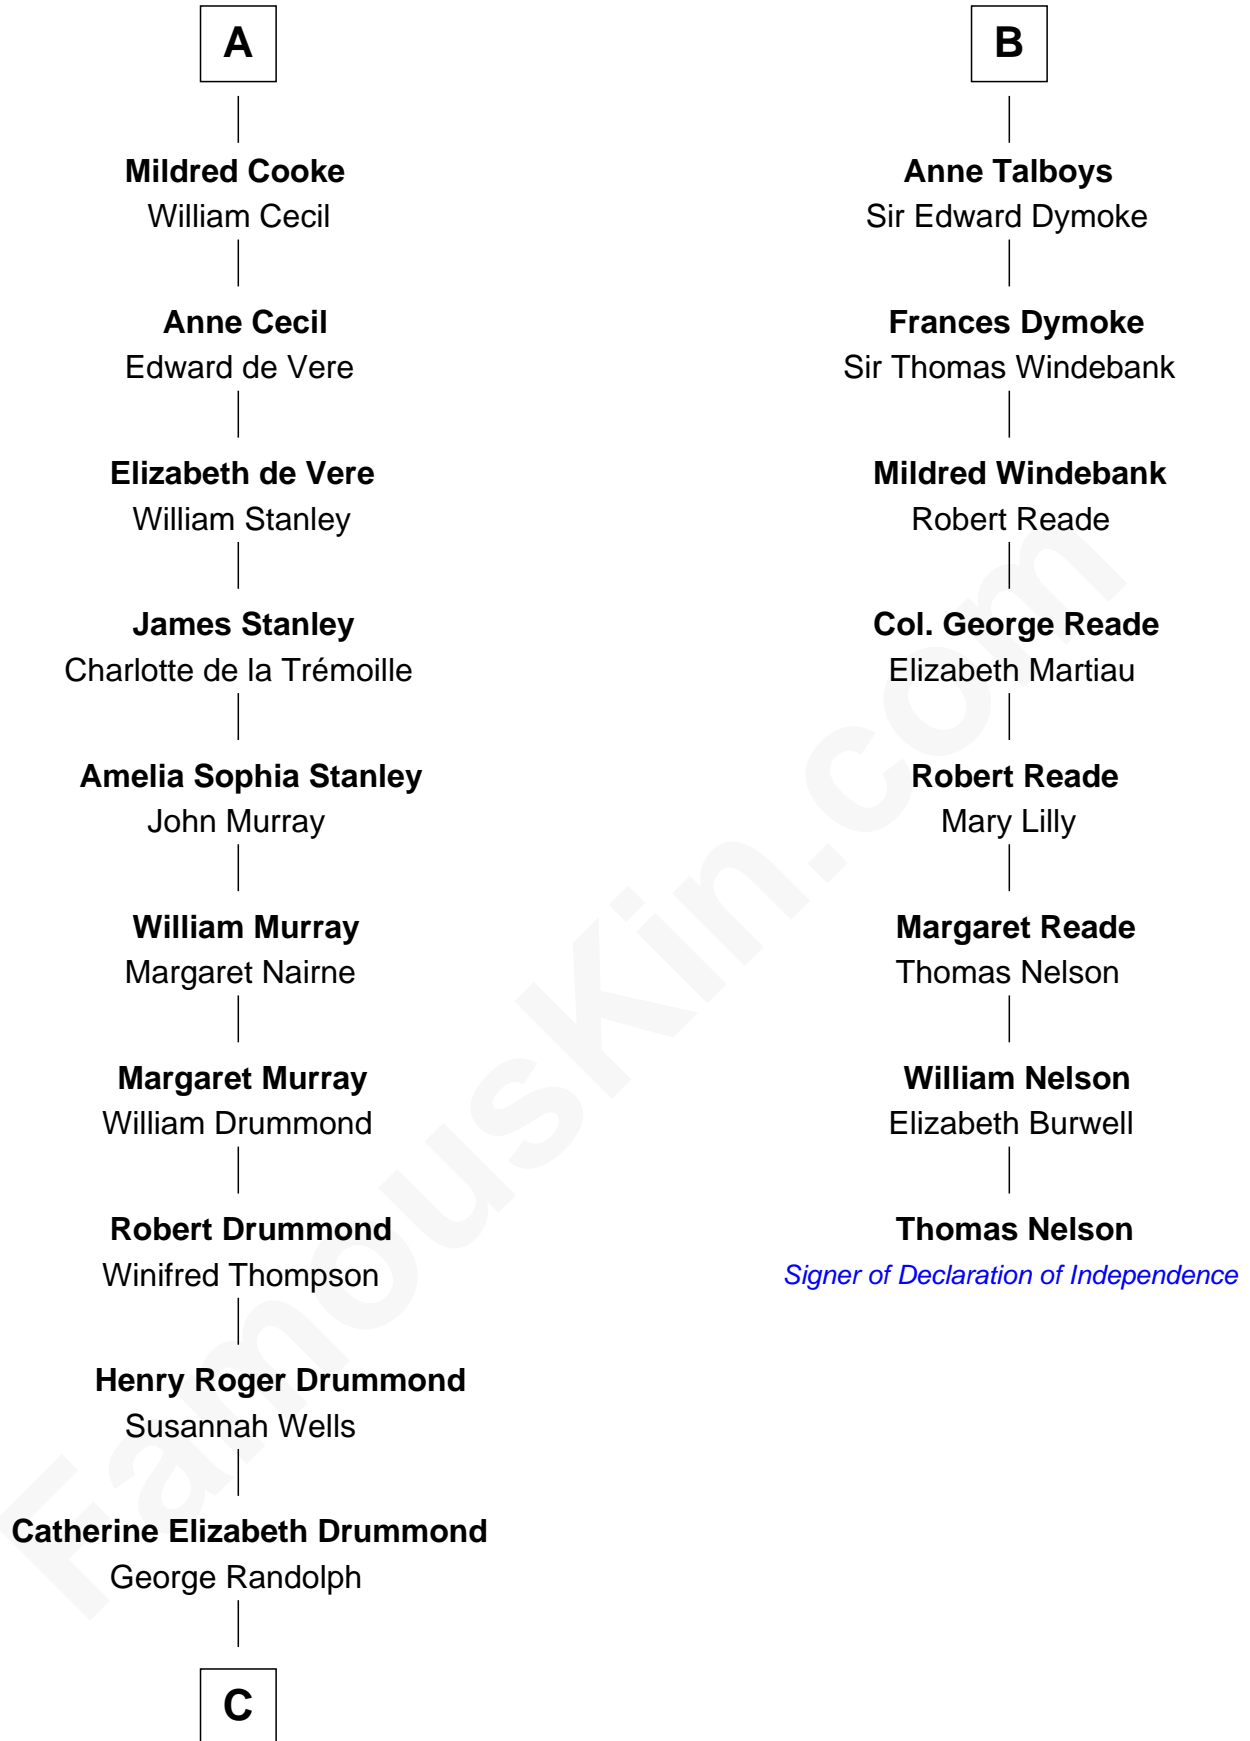 A
Mildred Cooke
William Cecil
Anne Cecil
Edward de Vere
Elizabeth de Vere
William Stanley
James Stanley
Charlotte de la Trémoille
Amelia Sophia Stanley
John Murray
William Murray
Margaret Nairne
Margaret Murray
William Drummond
Robert Drummond
Winifred Thompson
Henry Roger Drummond
Susannah Wells
Catherine Elizabeth Drummond
George Randolph
C
B
Anne Talboys
Sir Edward Dymoke
Frances Dymoke
Sir Thomas Windebank
Mildred Windebank
Robert Reade
Col. George Reade
Elizabeth Martiau
Robert Reade
Mary Lilly
Margaret Reade
Thomas Nelson
William Nelson
Elizabeth Burwell
Thomas Nelson
Signer of Declaration of Independence
FamousKin.com